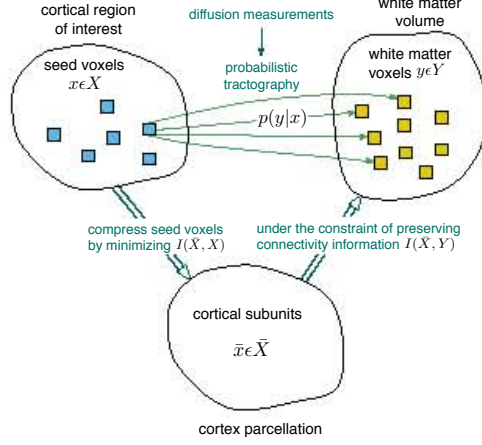 cortical region
of interest
diffusion measurements
white matter
volume
seed voxels
x∈X
probabilistic
tractography
white matter
voxels y∈Y
p(y|x)
compress seed voxels
by minimizing I(X̄, X)
under the constraint of preserving
connectivity information I(X̄, Y)
cortical subunits
x̄∈X̄
cortex parcellation